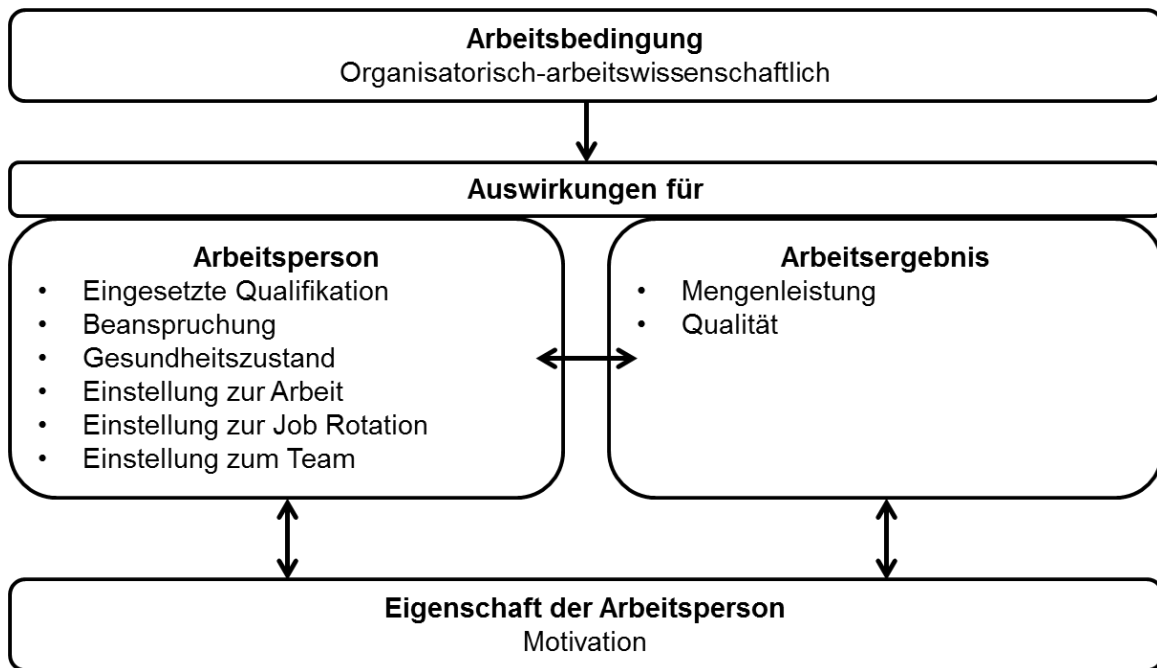 Arbeitsbedingung
Organisatorisch-arbeitswissenschaftlich
Auswirkungen für
Arbeitsperson
• Eingesetzte Qualifikation
• Beanspruchung
• Gesundheitszustand
• Einstellung zur Arbeit
• Einstellung zur Job Rotation
• Einstellung zum Team
Arbeitsergebnis
• Mengenleistung
• Qualität
Eigenschaft der Arbeitsperson
Motivation